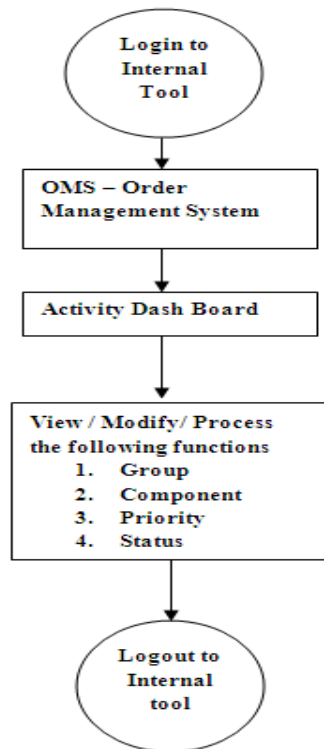 Login to
Internal
Tool
OMS – Order
Management System
Activity Dash Board
View / Modify/ Process
the following functions
1. Group
2. Component
3. Priority
4. Status
Logout to
Internal
tool